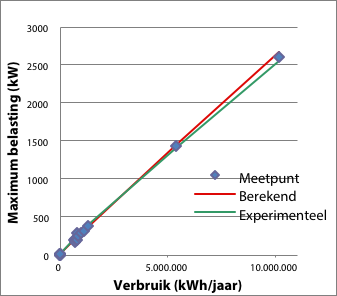 3000
2500
2000
1500
1000
500
0
Maximum belasting (kW)
Meetpunt
Berekend
Experimenteel
0
5.000.000
10.000.000
Verbruik (kWh/jaar)